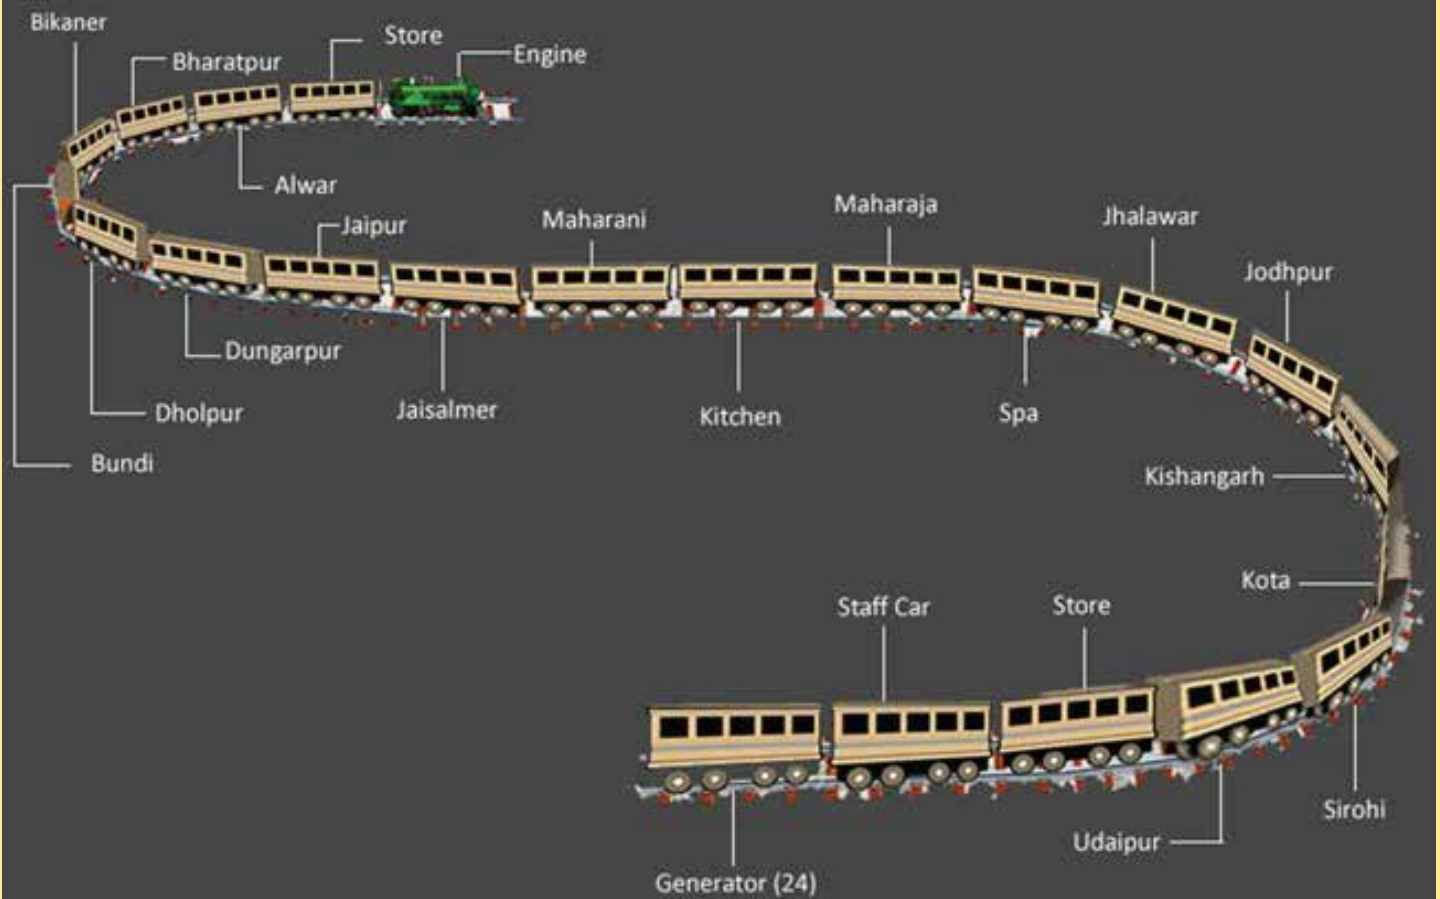 Bikaner
Store
Engine
Bharatpur
Alwar
Maharaja
Jhalawar
Maharani
Jaipur
Jodhpur
Dungarpur
Dholpur
Jaisalmer
Kitchen
Spa
Bundi
Kishangarh
Kota
Staff Car
Store
Sirohi
Udaipur
Generator (24)